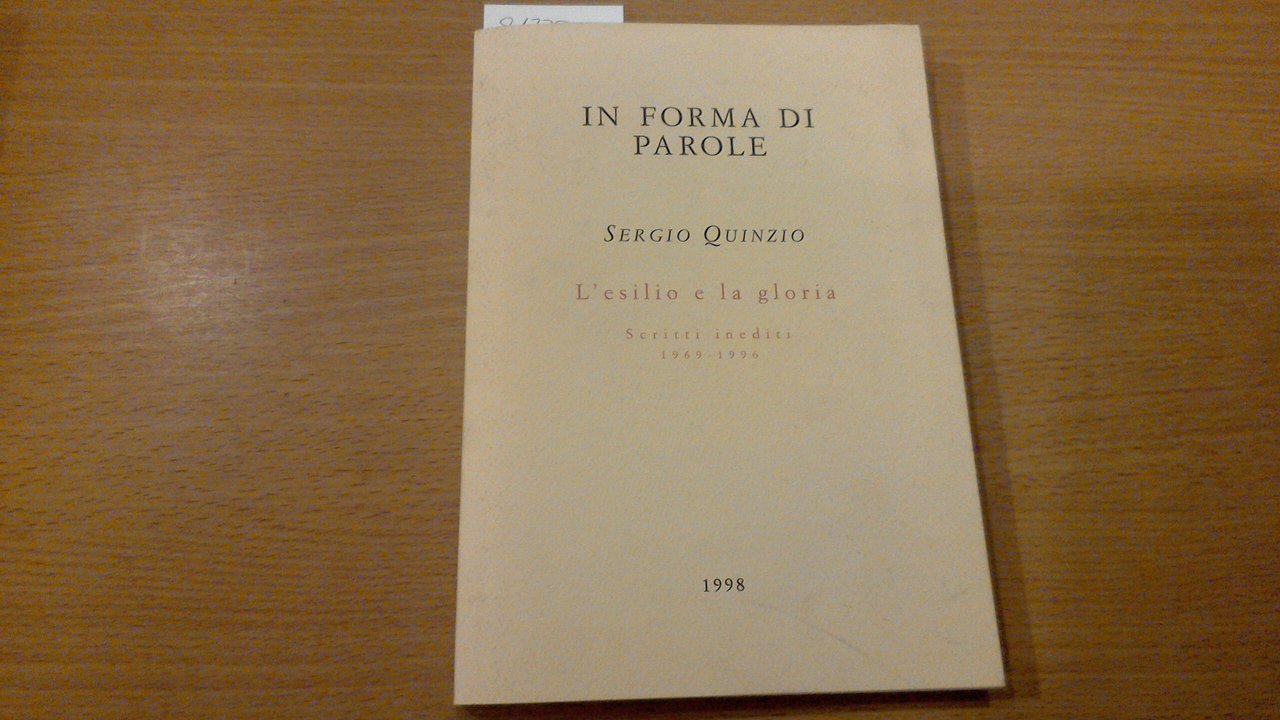 IN FORMA DI
PAROLE
SERGIO QUINZIO
L'esilio e la gloria
Scritti inediti
1969-1996
1998